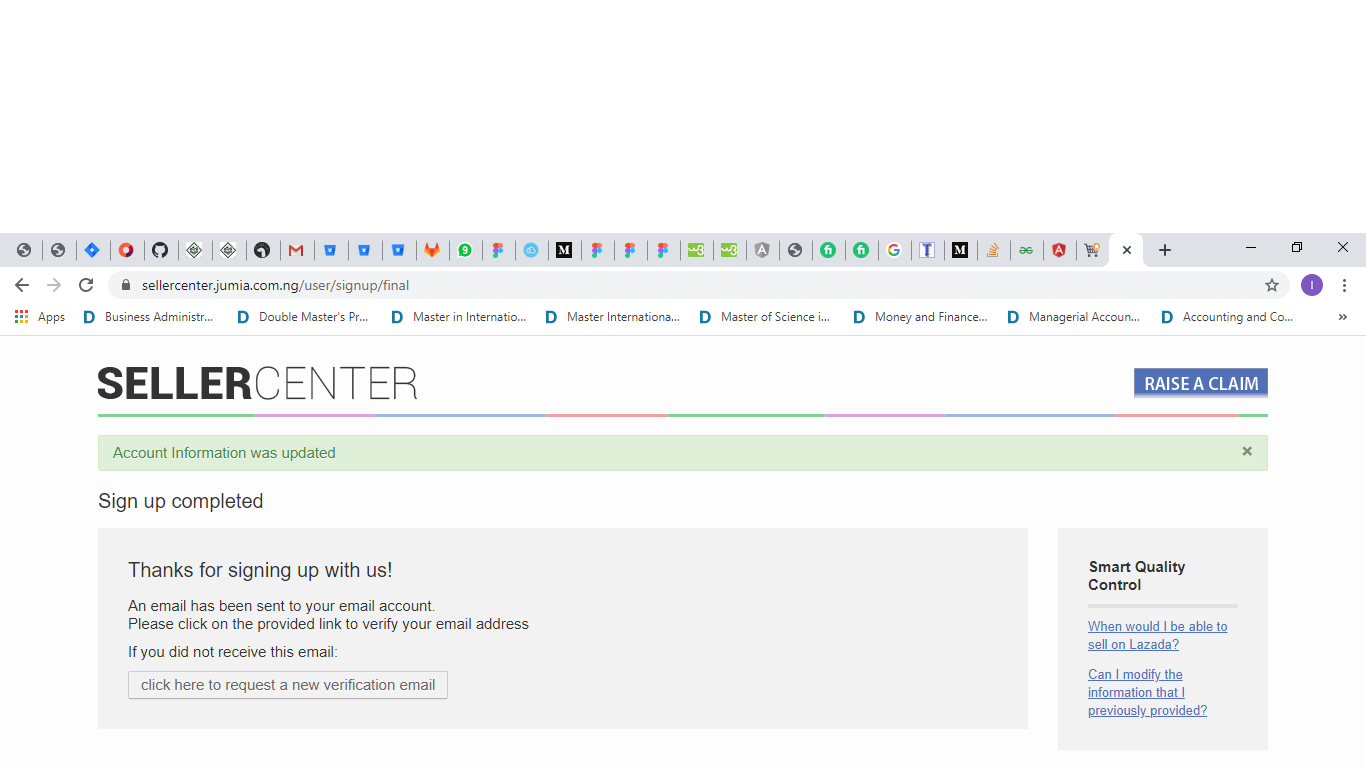 sellercenter.jumia.com.ng/user/signup/final
I
Apps
Business Administr...
Double Master's Pr...
Master in Internatio...
Master Internationa...
Master of Science i...
Money and Finance...
Managerial Accoun...
Accounting and Co...
»
SELLERCENTER
RAISE A CLAIM
Account Information was updated
Sign up completed
Thanks for signing up with us!
An email has been sent to your email account.
Please click on the provided link to verify your email address
If you did not receive this email:
click here to request a new verification email
Smart Quality
Control
When would I be able to
sell on Lazada?
Can I modify the
information that I
previously provided?